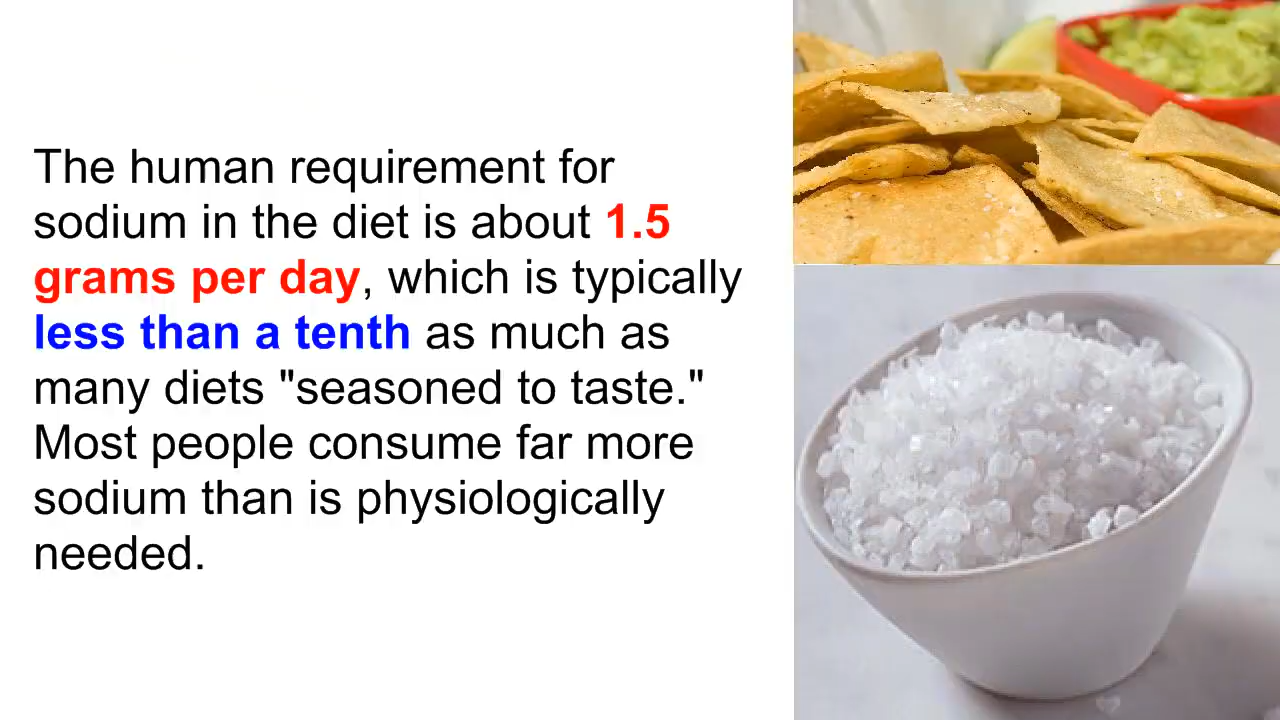 The human requirement for
sodium in the diet is about 1.5
grams per day, which is typically
less than a tenth as much as
many diets "seasoned to taste."
Most people consume far more
sodium than is physiologically
needed.